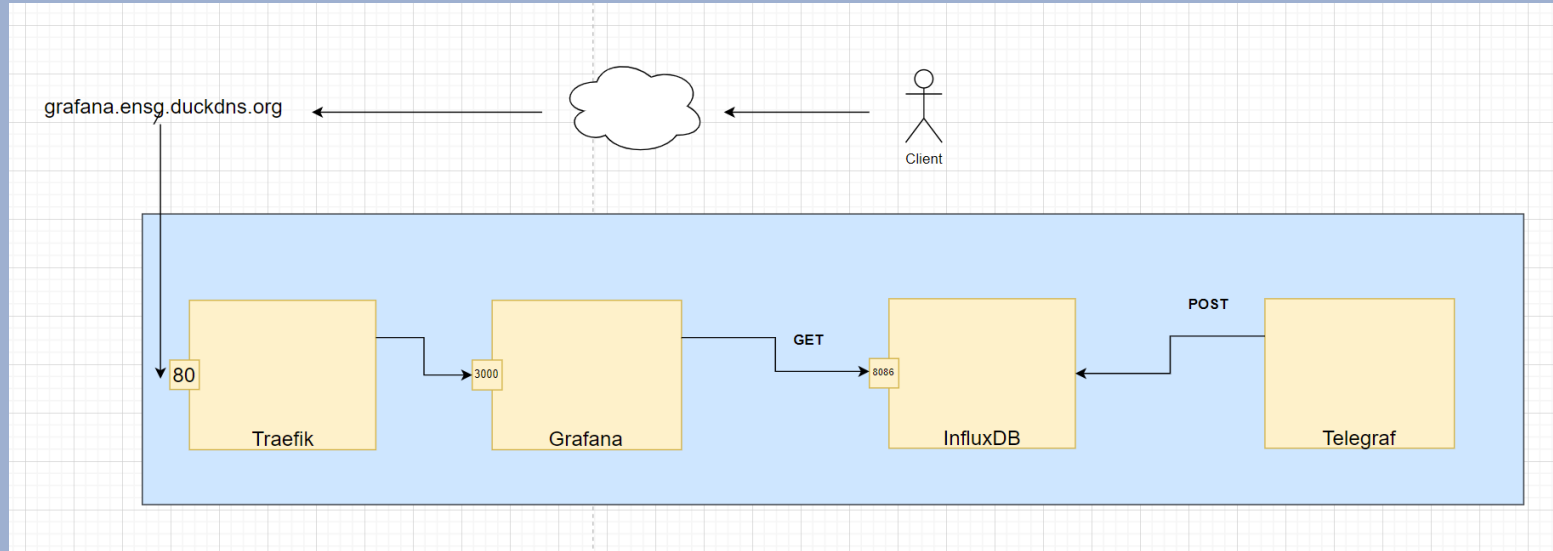 grafana.ensg.duckdns.org
Client
POST
GET
80
3000
8086
Traefik
Grafana
InfluxDB
Telegraf